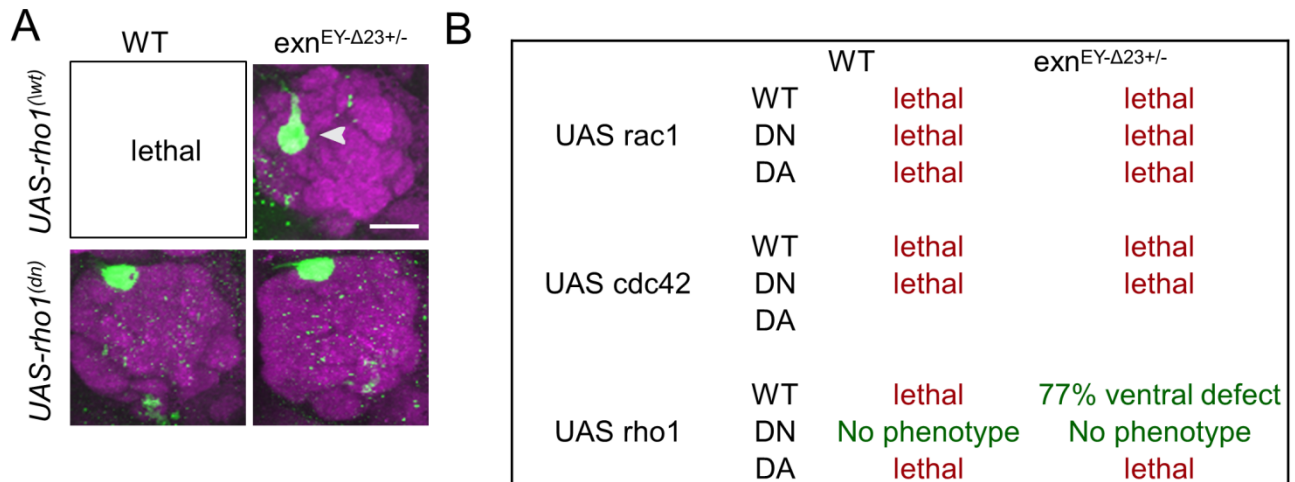 A
WT exn^EY-Δ23+/-
UAS-rho1^(\wt)
lethal
UAS-rho1^(dn)
B
WT exn^EY-Δ23+/-
WT lethal lethal
UAS rac1 DN lethal lethal
DA lethal lethal
WT lethal lethal
UAS cdc42 DN lethal lethal
DA
WT lethal 77% ventral defect
UAS rho1 DN No phenotype No phenotype
DA lethal lethal